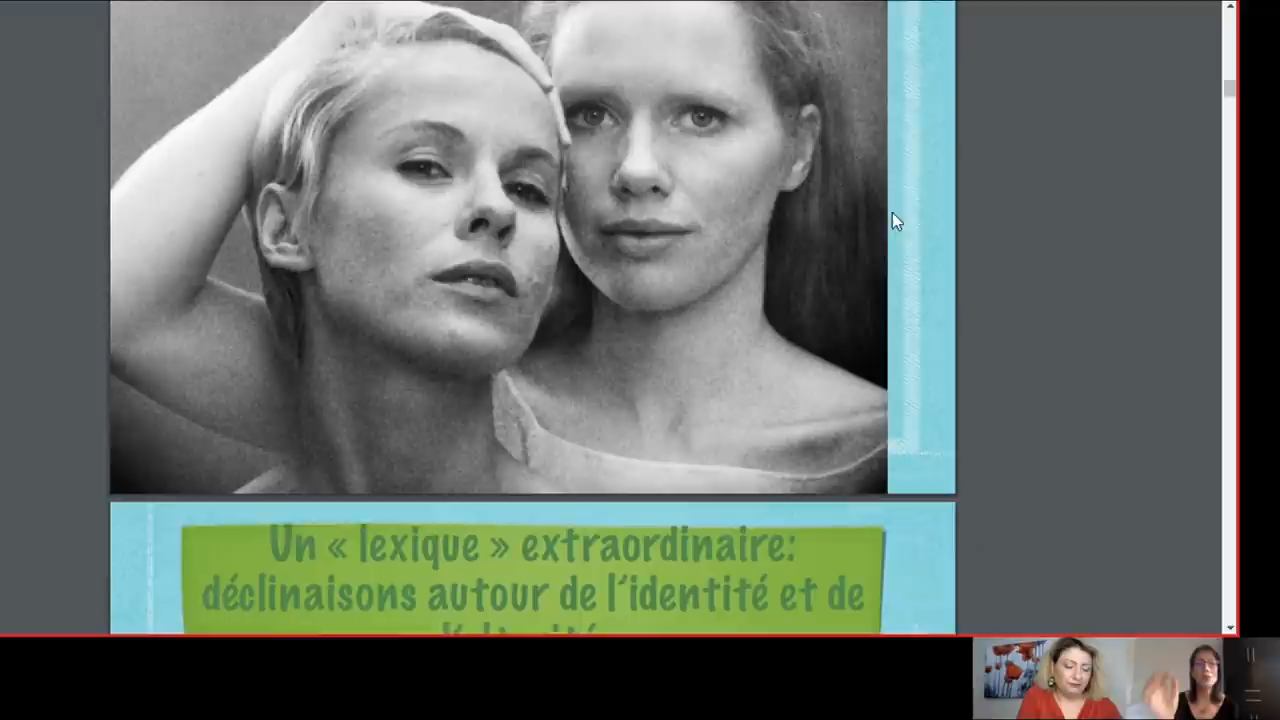 Un « lexique » extraordinaire:
déclinaisons autour de l’identité et de